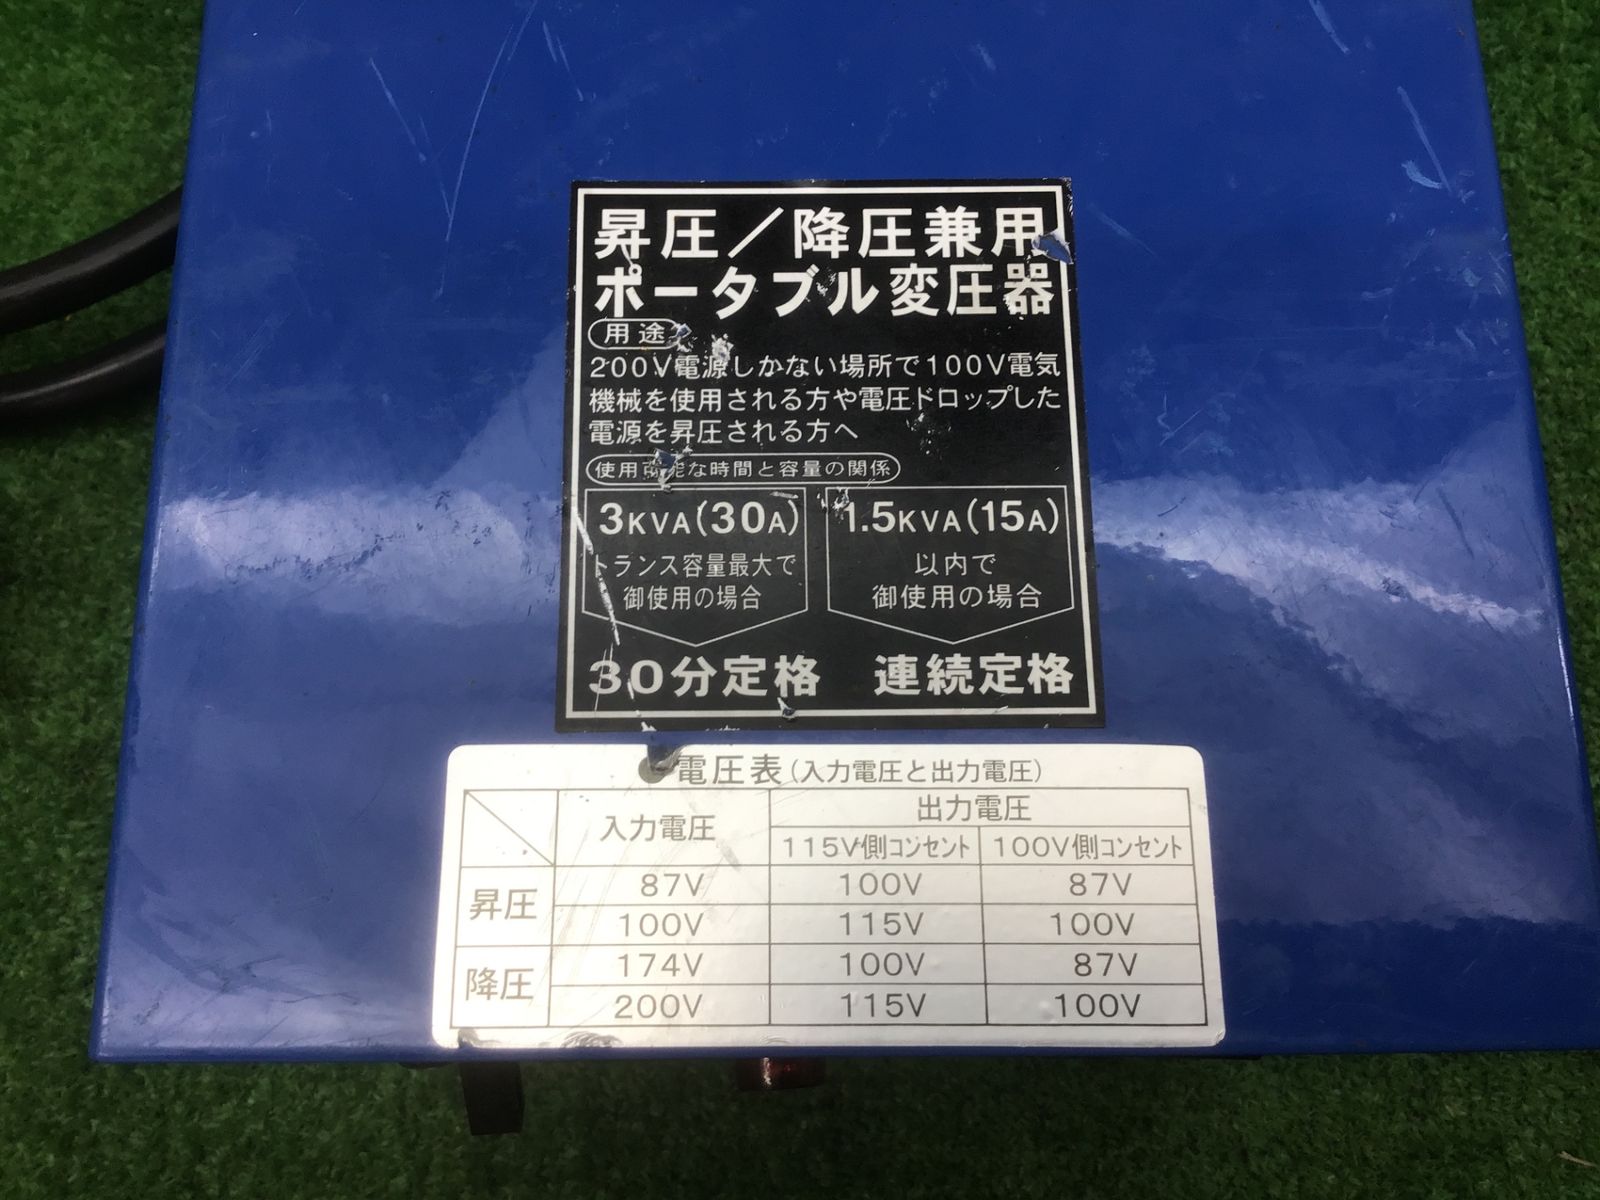 昇圧／降圧兼用
ポータブル変圧器
用途
200V電源しかない場所で100V電気
機械を使用される方や電圧ドロップした
電源を昇圧される方へ
使用可能な時間と容量の関係
3KVA(30A) 1.5KVA(15A)
トランス容量最大で 以内で
御使用の場合 御使用の場合
30分定格 連続定格
電圧表(入力電圧と出力電圧)
入力電圧 出力電圧
115V側コンセント 100V側コンセント
昇圧 87V 100V 87V
100V 115V 100V
降圧 174V 100V 87V
200V 115V 100V